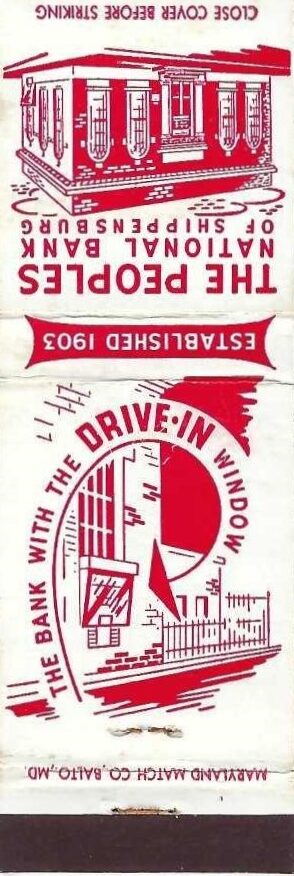 CLOSE COVER BEFORE STRIKING
THE PEOPLES
NATIONAL BANK
OF SHIPPENSBURG
ESTABLISHED 1903
THE BANK WITH THE DRIVE-IN WINDOW
MARYLAND MATCH CO., BALTO., MD.